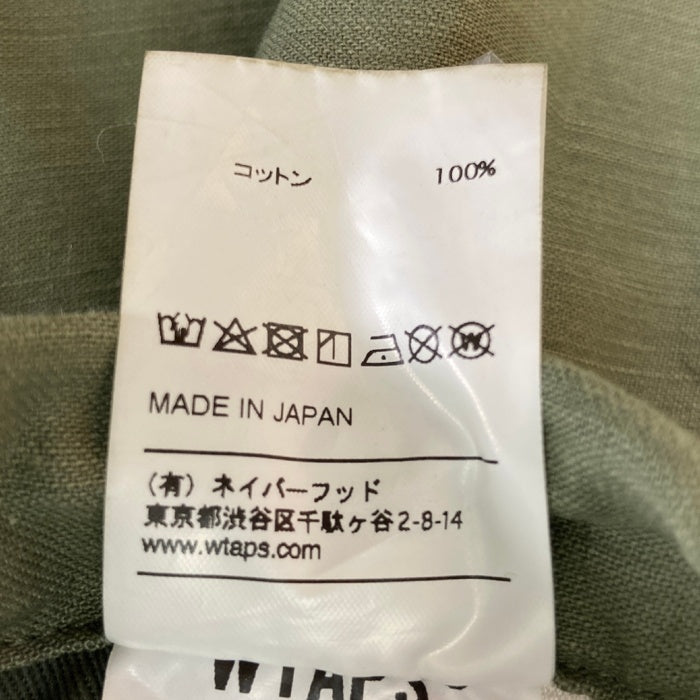 コットン 100%
MADE IN JAPAN
（有）ネイバーフッド
東京都渋谷区千駄ヶ谷2-8-14
www.wtaps.com
WTAPS